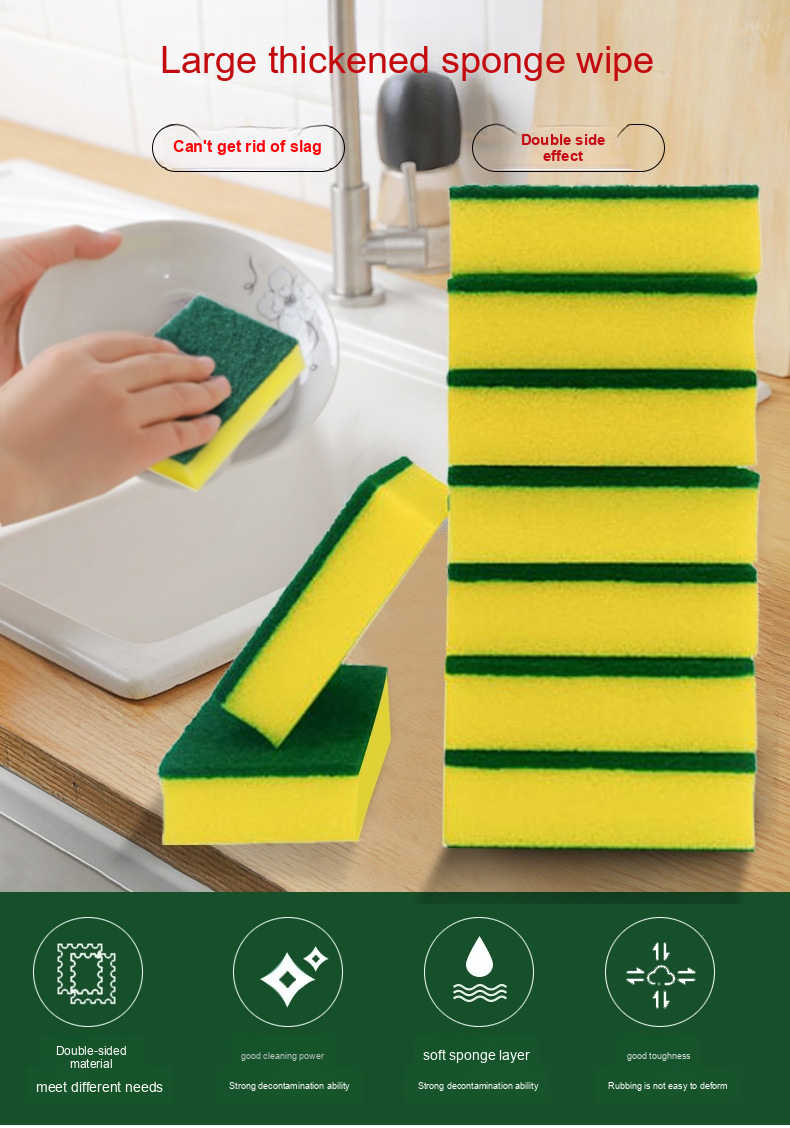 Large thickened sponge wipe
Can't get rid of slag
Double side
effect
Double-sided
material
meet different needs
good cleaning power
Strong decontamination ability
soft sponge layer
Strong decontamination ability
good toughness
Rubbing is not easy to deform